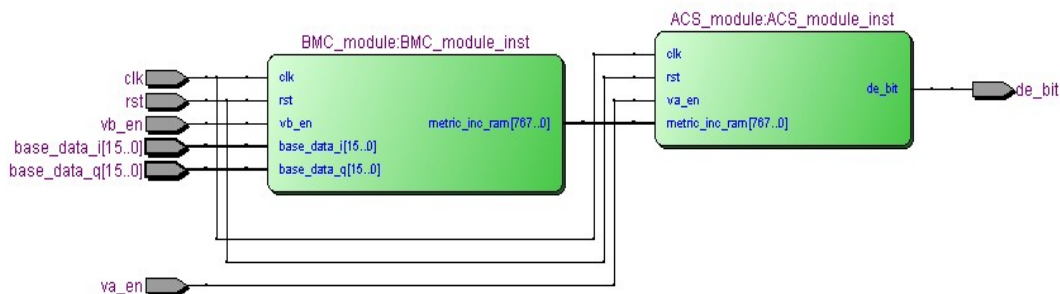 BMC_module:BMC_module_inst
ACS_module:ACS_module_inst
clk
rst
vb_en
base_data_i[15..0]
base_data_q[15..0]
va_en
clk
rst
vb_en
base_data_i[15..0]
base_data_q[15..0]
metric_inc_ram[767..0]
clk
rst
va_en
metric_inc_ram[767..0]
de_bit
de_bit